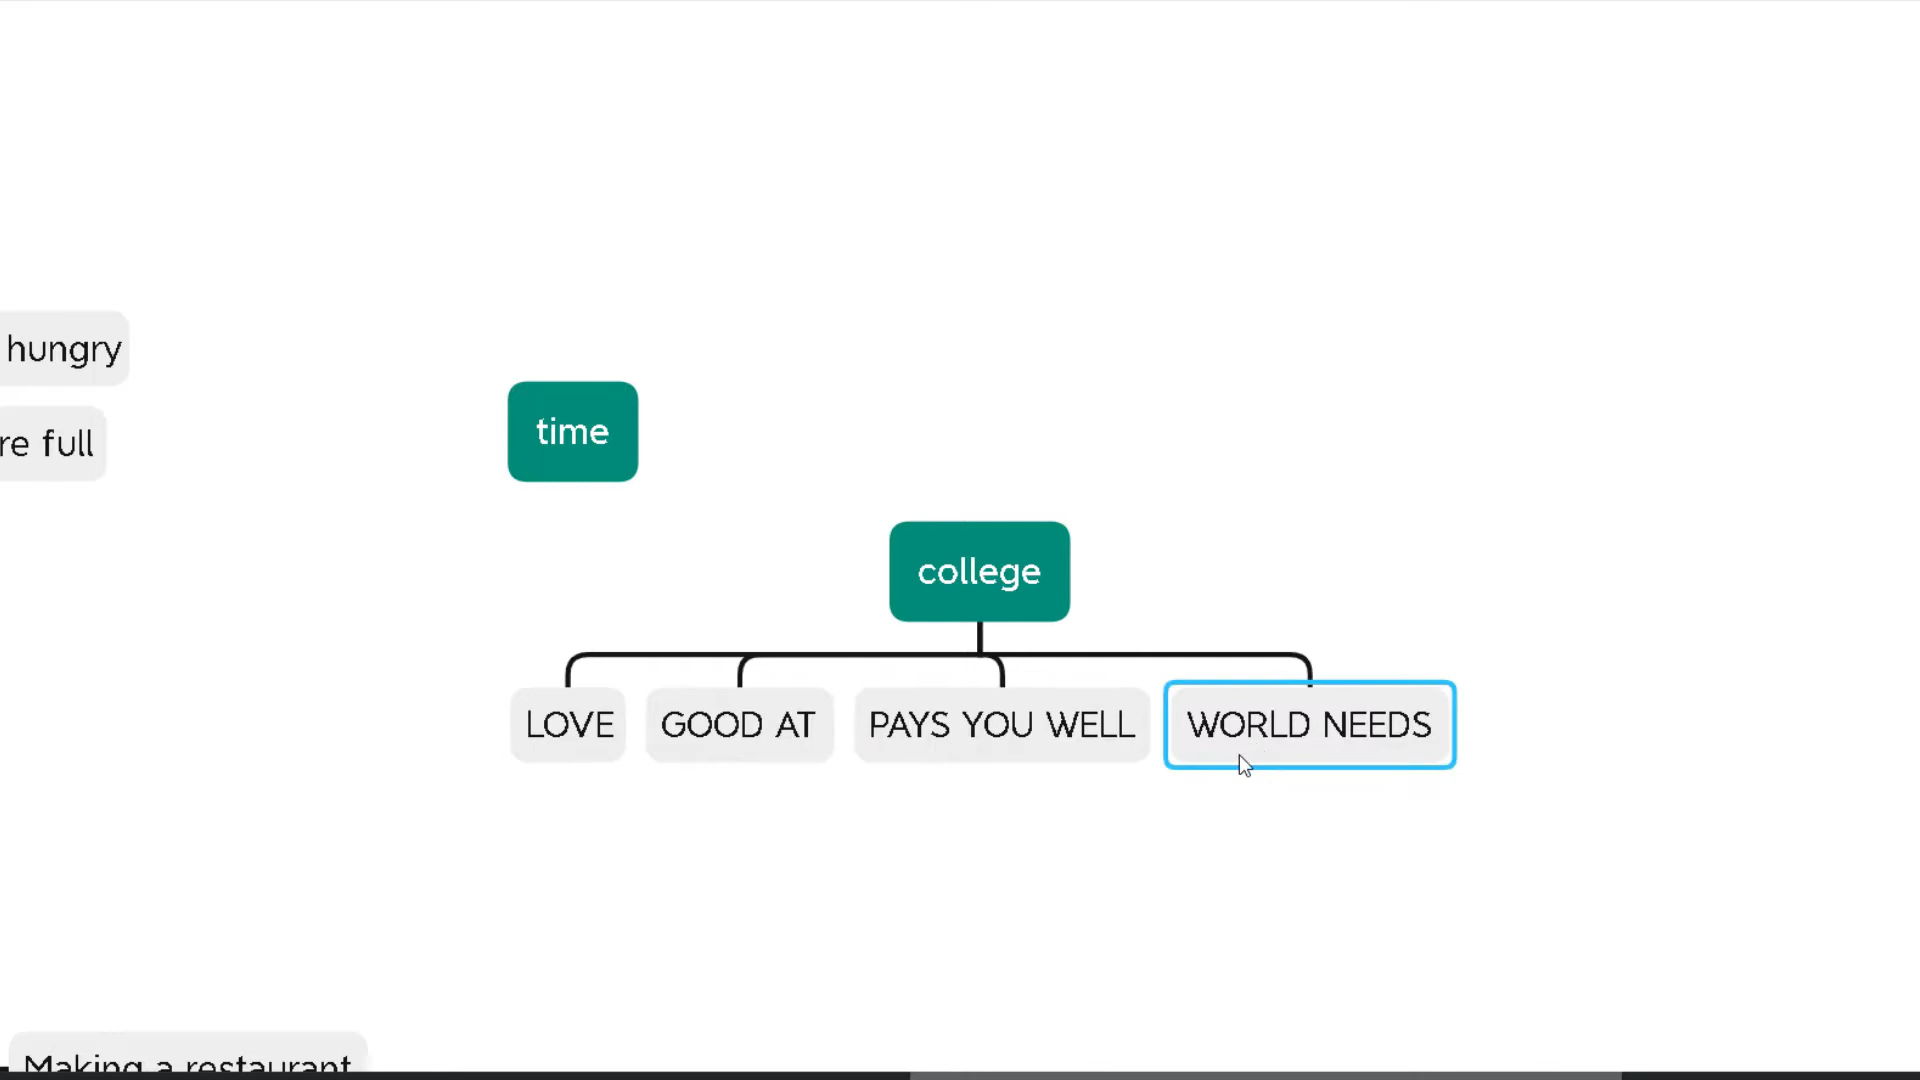 hungry
re full
time
college
LOVE
GOOD AT
PAYS YOU WELL
WORLD NEEDS
Making a restaurant